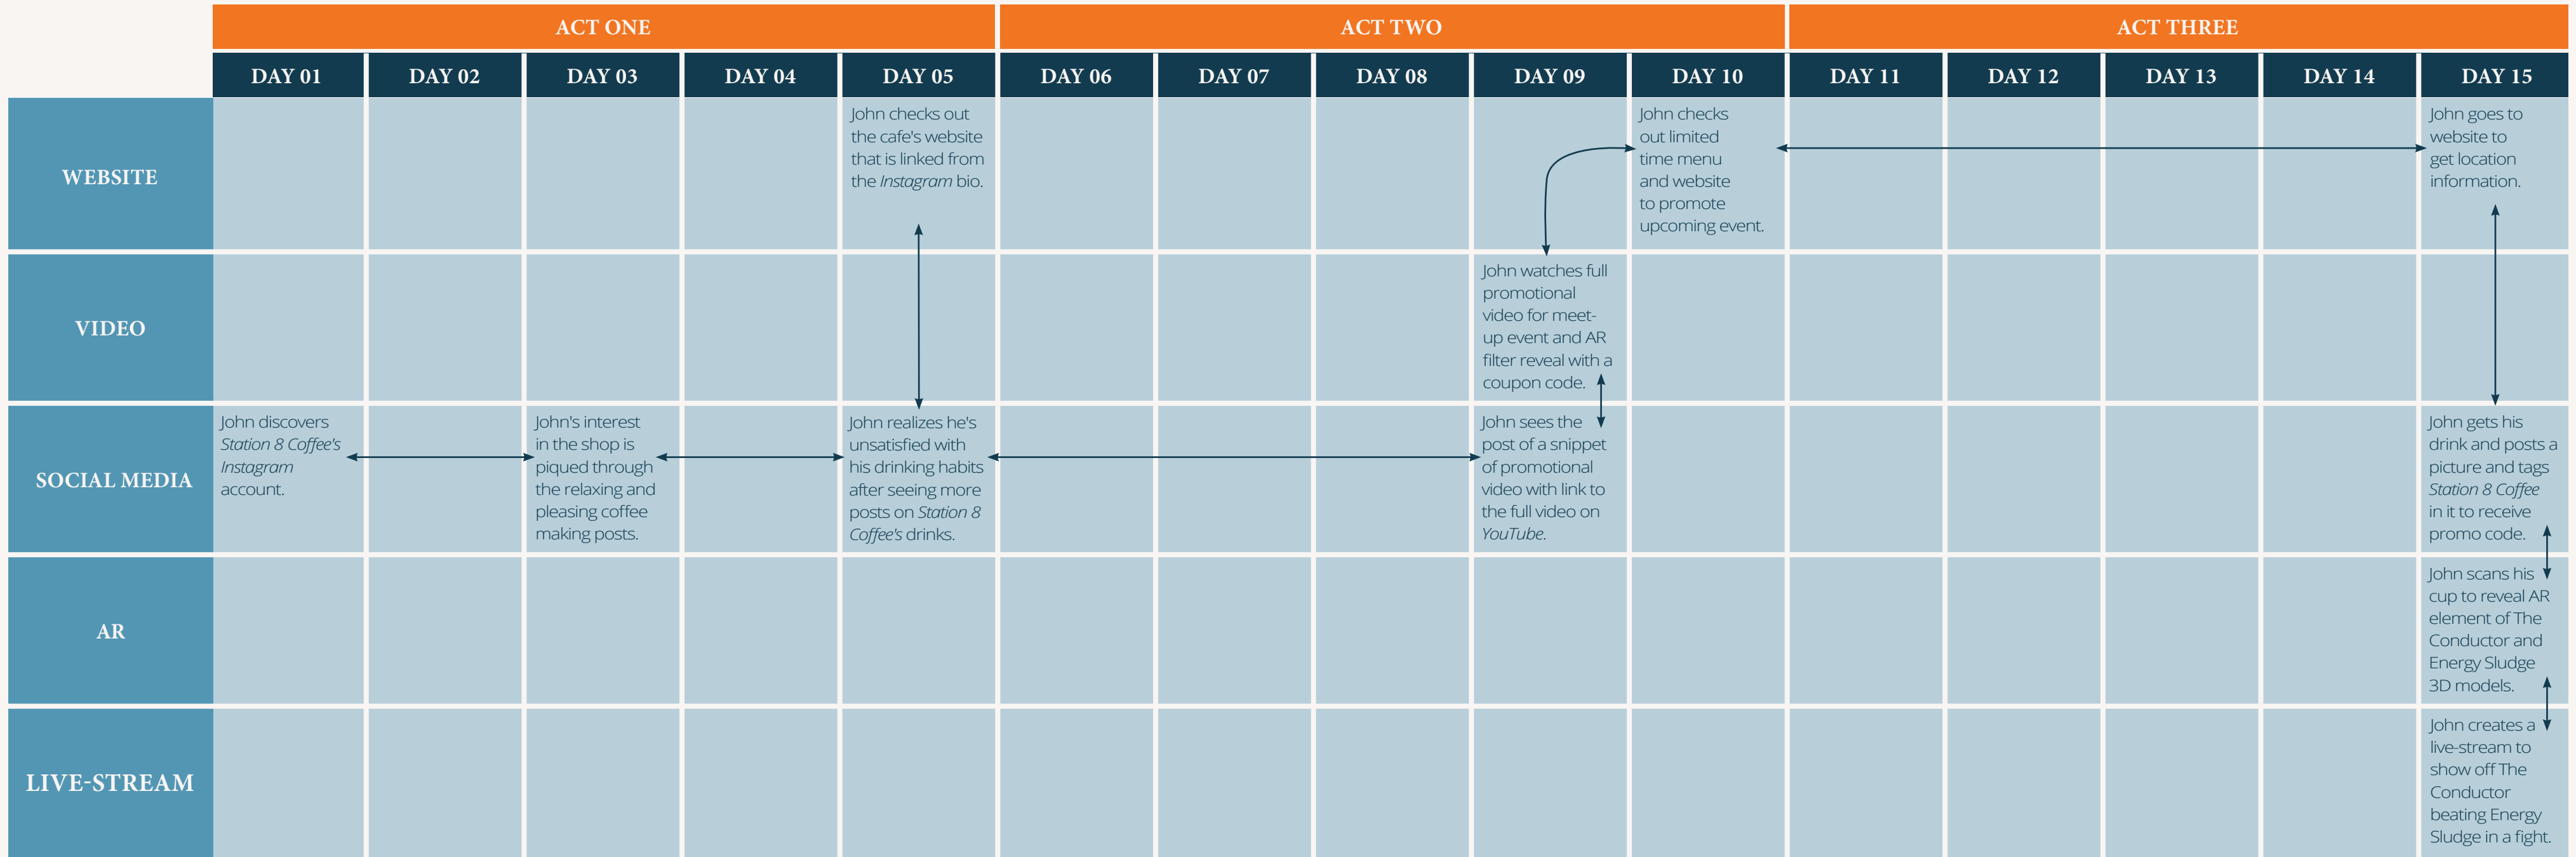 ACT ONE
ACT TWO
ACT THREE
DAY 01
DAY 02
DAY 03
DAY 04
DAY 05
DAY 06
DAY 07
DAY 08
DAY 09
DAY 10
DAY 11
DAY 12
DAY 13
DAY 14
DAY 15
WEBSITE
John checks out
the cafe's website
that is linked from
the Instagram bio.
John checks
out limited
time menu
and website
to promote
upcoming event.
John goes to
website to
get location
information.
VIDEO
John watches full
promotional
video for meet-
up event and AR
filter reveal with a
coupon code.
SOCIAL MEDIA
John discovers
Station 8 Coffee's
Instagram
account.
John's interest
in the shop is
piqued through
the relaxing and
pleasing coffee
making posts.
John realizes he's
unsatisfied with
his drinking habits
after seeing more
posts on Station 8
Coffee's drinks.
John sees the
post of a snippet
of promotional
video with link to
the full video on
YouTube.
John gets his
drink and posts a
picture and tags
Station 8 Coffee
in it to receive
promo code.
AR
John scans his
cup to reveal AR
element of The
Conductor and
Energy Sludge
3D models.
LIVE-STREAM
John creates a
live-stream to
show off The
Conductor
beating Energy
Sludge in a fight.